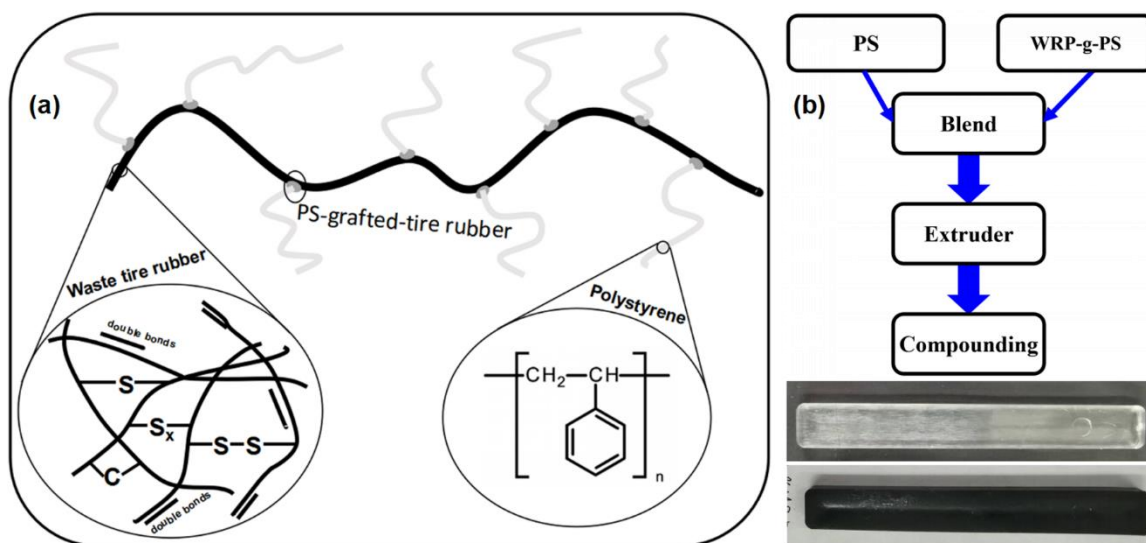 (a)
PS-grafted-tire rubber
Waste tire rubber
double bonds
S
Sx
S S
C
double bonds
Polystyrene
CH2 CH
n
(b)
PS
WRP-g-PS
Blend
Extruder
Compounding